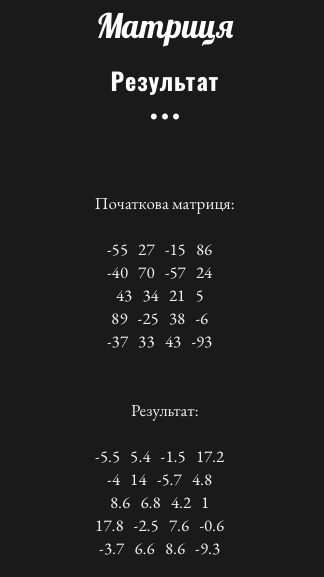 Матриця
Результат
Початкова матриця:
-55 27 -15 86
-40 70 -57 24
43 34 21 5
89 -25 38 -6
-37 33 43 -93
Результат:
-5.5 5.4 -1.5 17.2
-4 14 -5.7 4.8
8.6 6.8 4.2 1
17.8 -2.5 7.6 -0.6
-3.7 6.6 8.6 -9.3